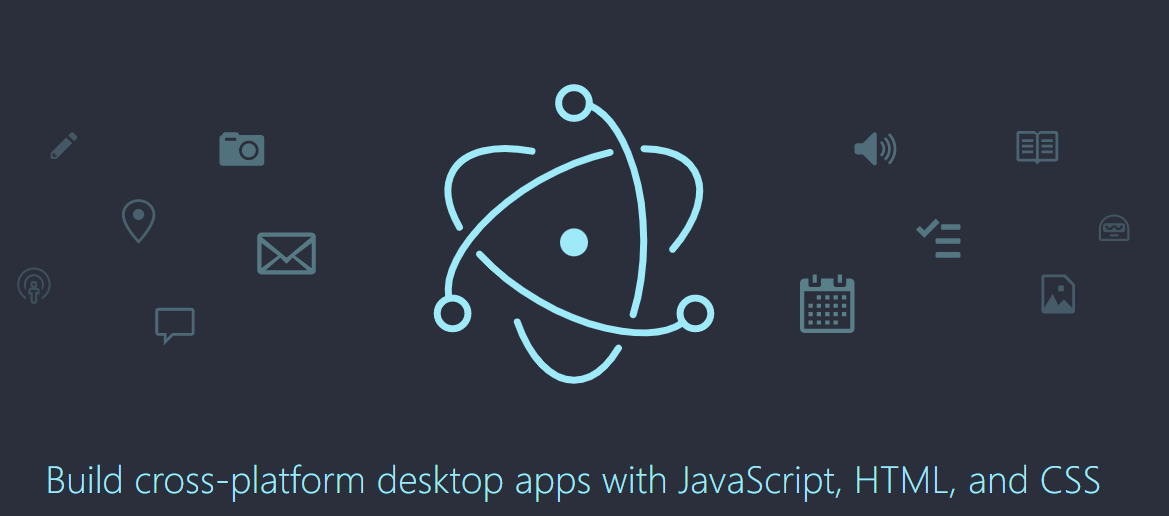 Build cross-platform desktop apps with JavaScript, HTML, and CSS